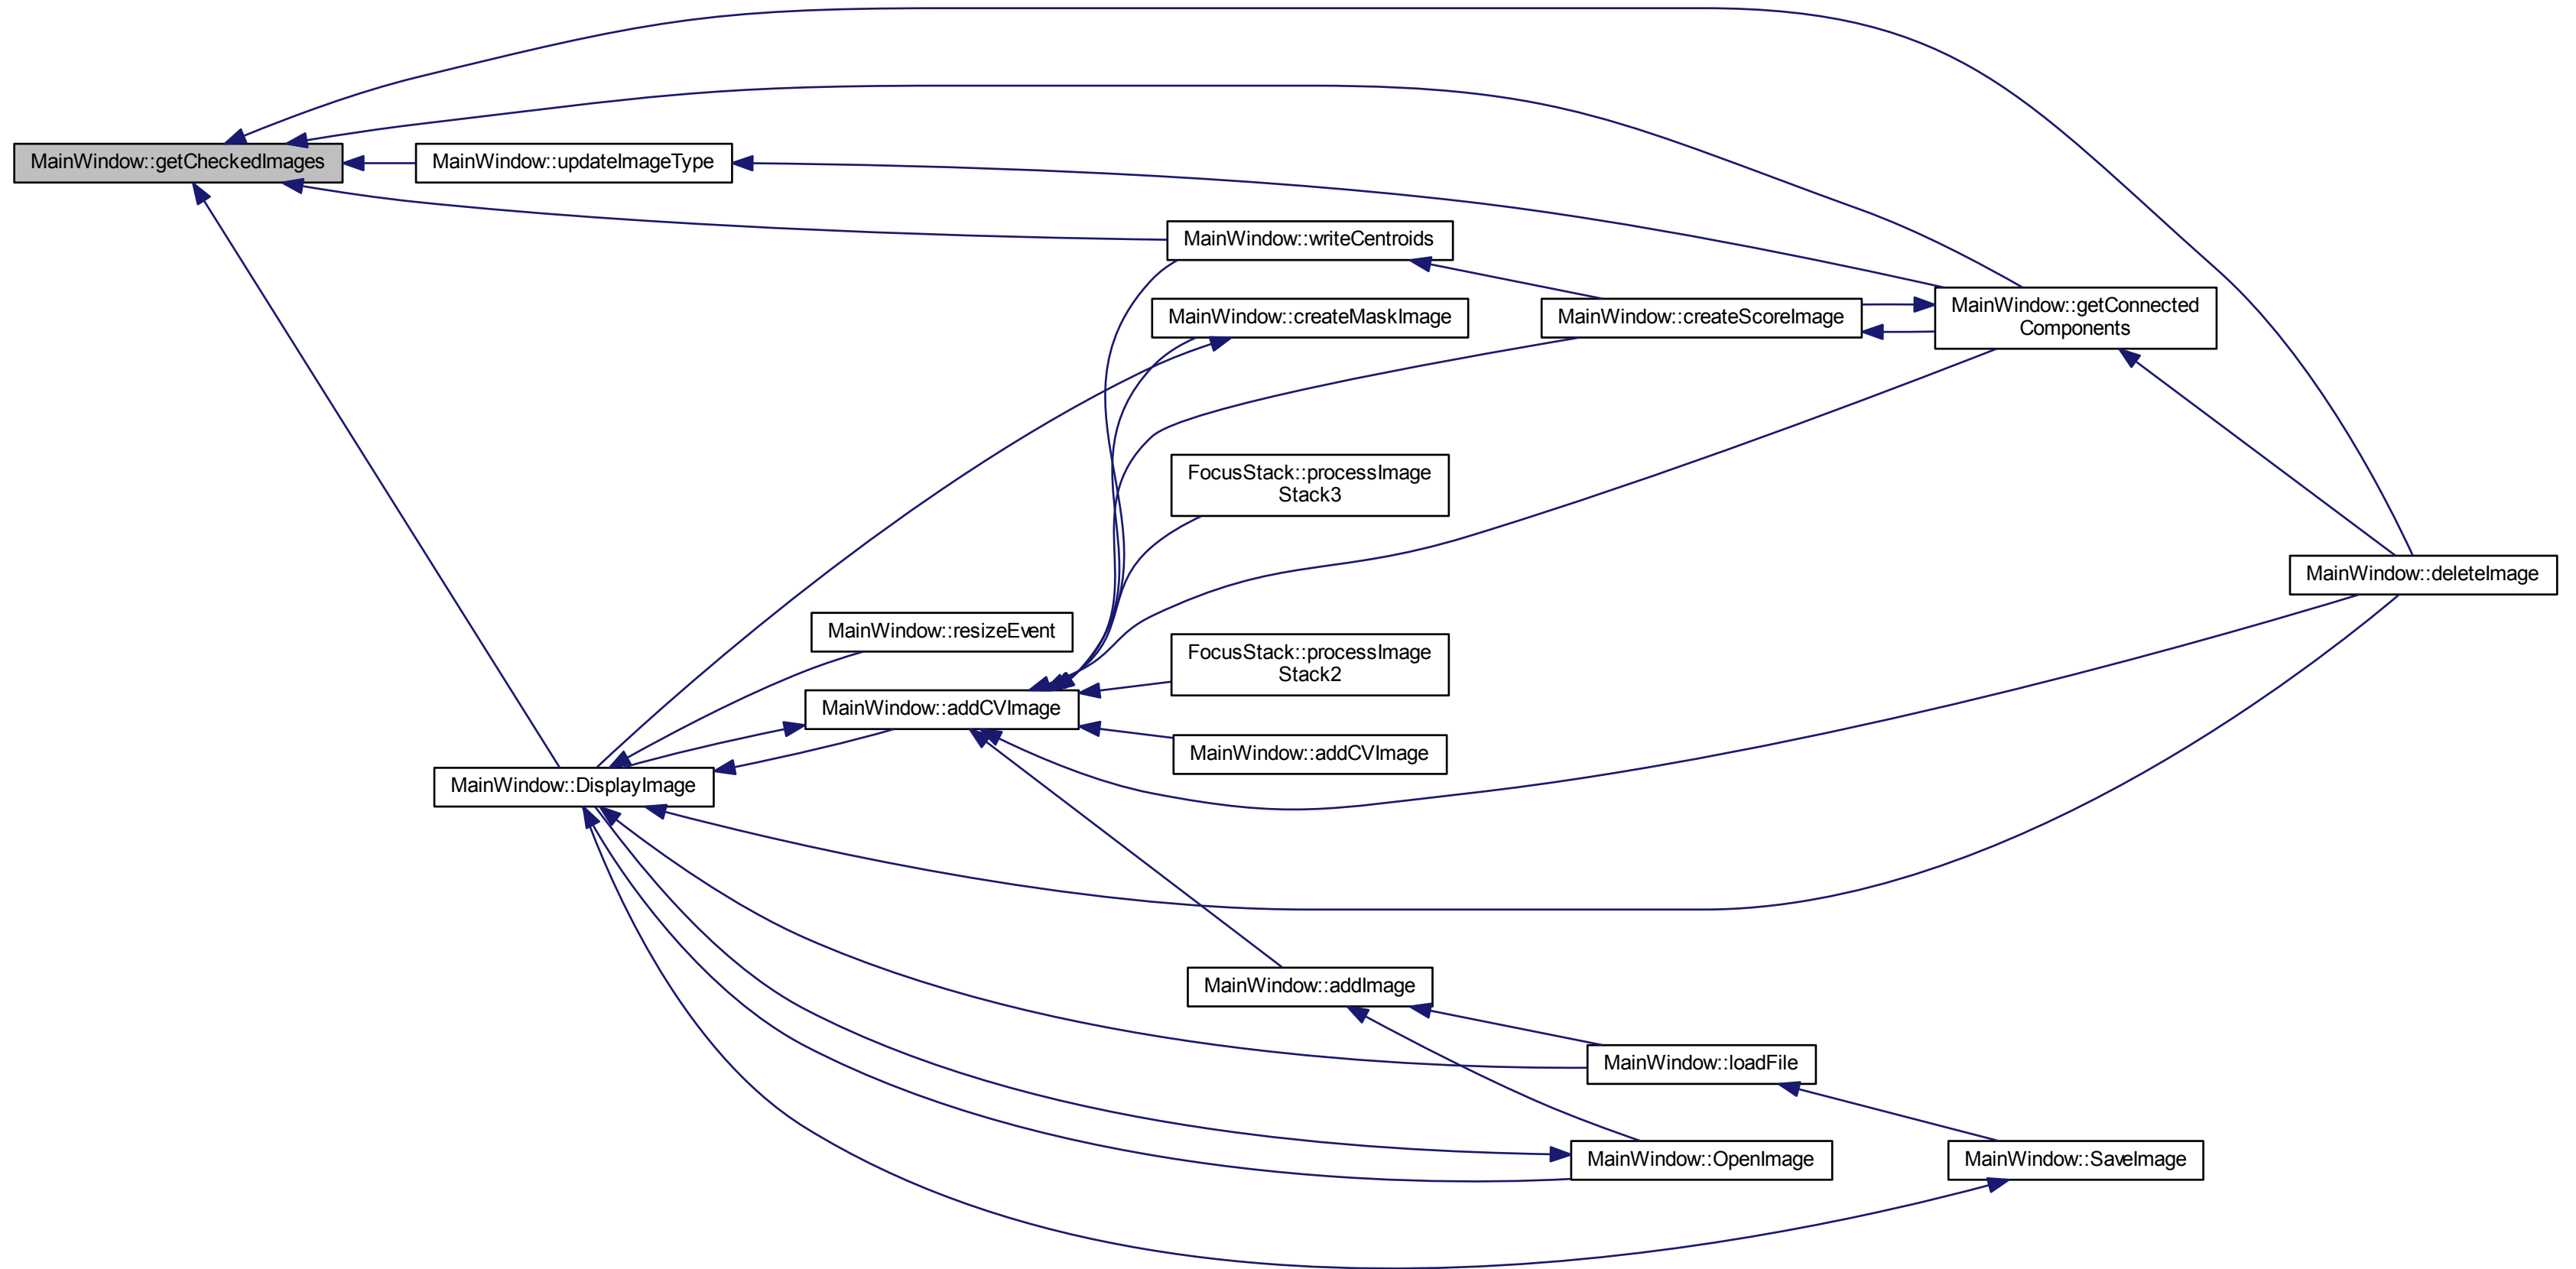 MainWindow::getCheckedImages
MainWindow::updateImageType
MainWindow::writeCentroids
MainWindow::createMaskImage
MainWindow::createScoreImage
MainWindow::getConnected
Components
FocusStack::processImage
Stack3
MainWindow::deleteImage
MainWindow::resizeEvent
FocusStack::processImage
Stack2
MainWindow::addCVImage
MainWindow::addCVImage
MainWindow::DisplayImage
MainWindow::addImage
MainWindow::loadFile
MainWindow::OpenImage
MainWindow::SaveImage